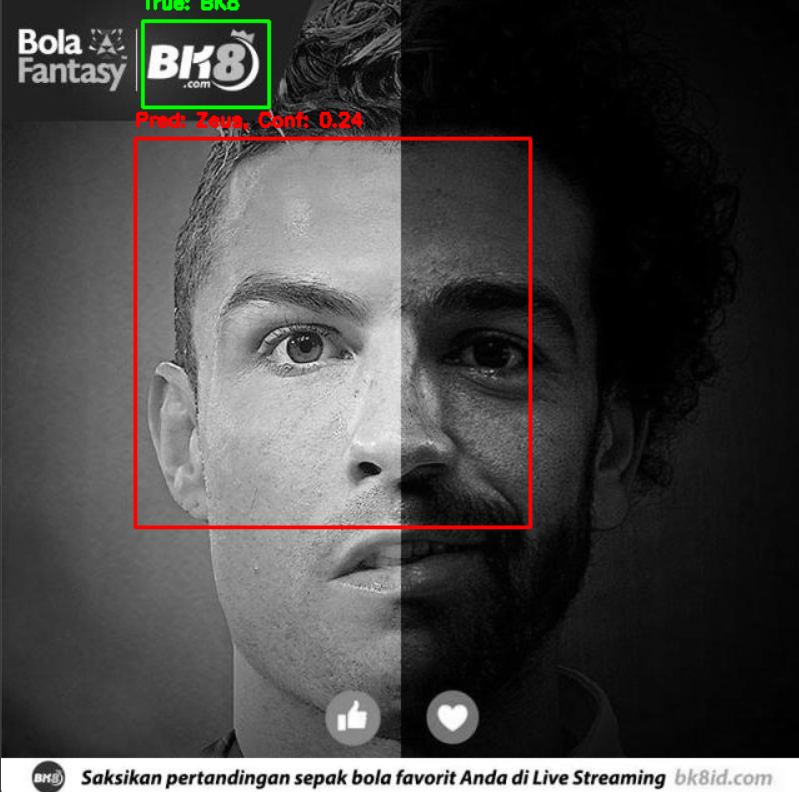 True: BK8
Bola
Fantasy
BK8
.com
Pred: Zeus, Conf: 0.24
BK8
Saksikan pertandingan sepak bola favorit Anda di Live Streaming bk8id.com